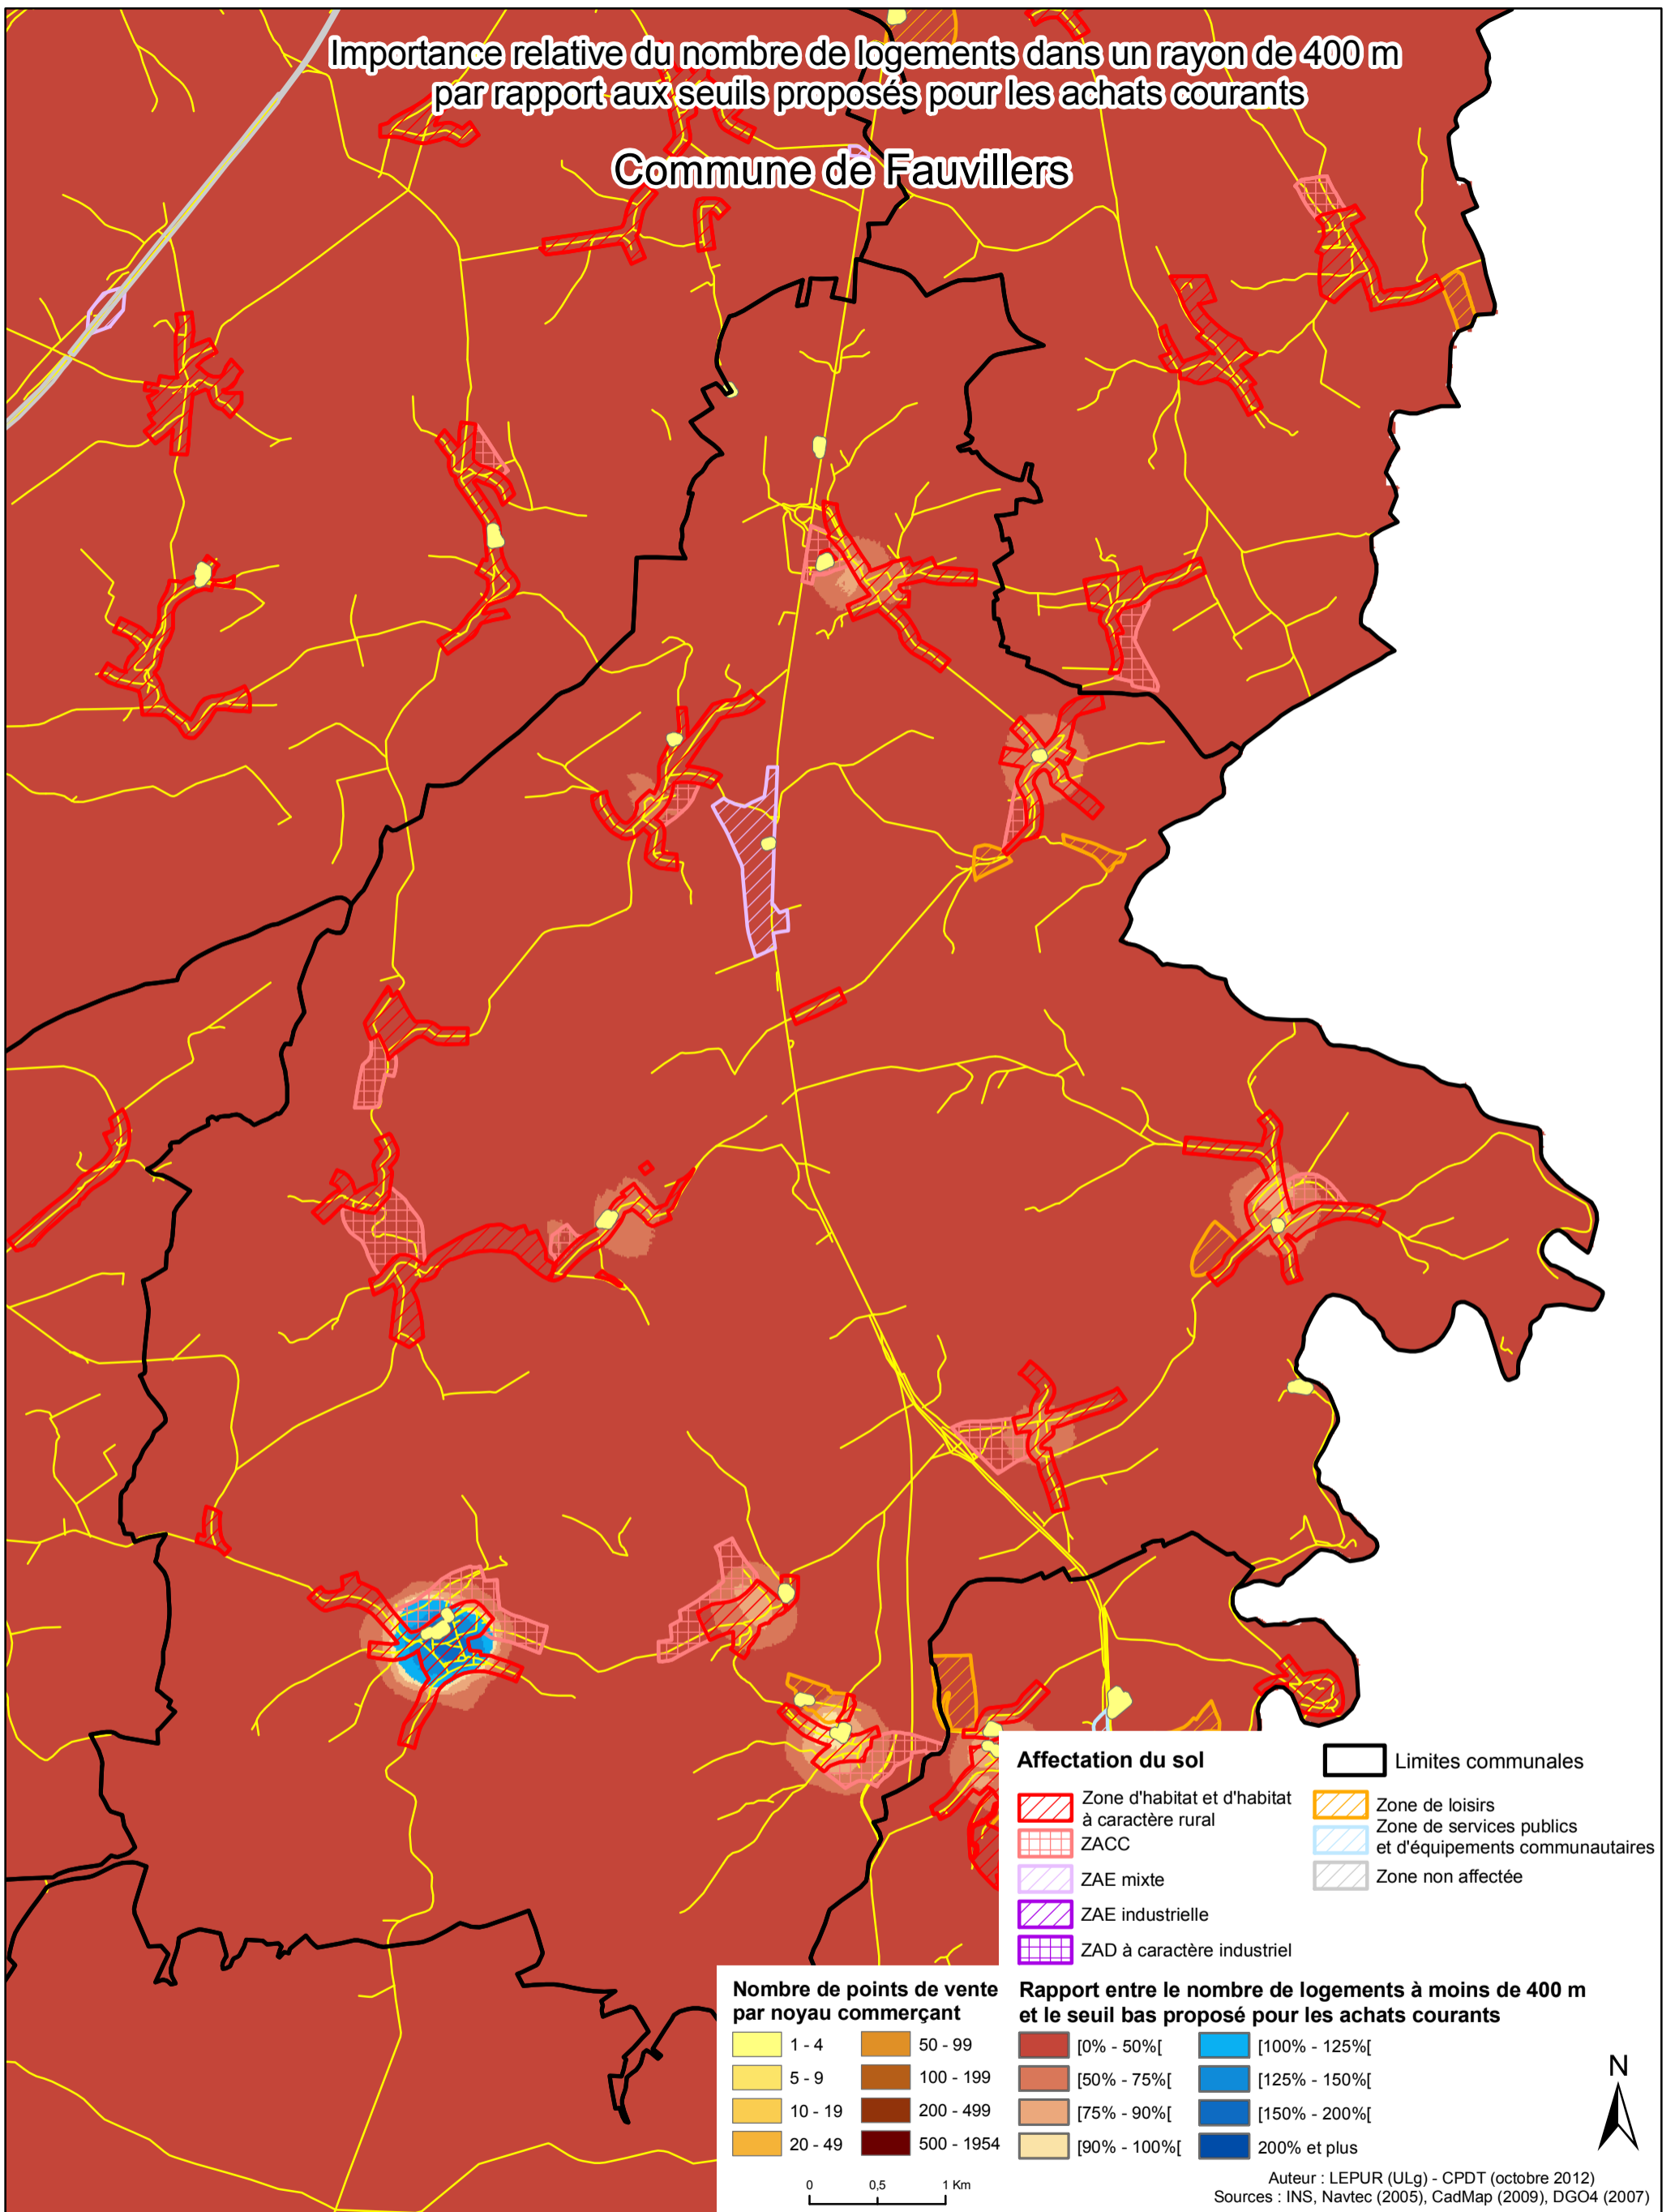 Importance relative du nombre de logements dans un rayon de 400 m
par rapport aux seuils proposés pour les achats courants
Commune de Fauvillers
Affectation du sol
Zone d'habitat et d'habitat
à caractère rural
ZACC
ZAE mixte
ZAE industrielle
ZAD à caractère industriel
Limites communales
Zone de loisirs
Zone de services publics
et d'équipements communautaires
Zone non affectée
Nombre de points de vente
par noyau commerçant
1 - 4
5 - 9
10 - 19
20 - 49
50 - 99
100 - 199
200 - 499
500 - 1954
Rapport entre le nombre de logements à moins de 400 m
et le seuil bas proposé pour les achats courants
[0% - 50%[
[50% - 75%[
[75% - 90%[
[90% - 100%[
[100% - 125%[
[125% - 150%[
[150% - 200%[
200% et plus
N
0 0,5 1 Km
Auteur : LEPUR (ULg) - CPDT (octobre 2012)
Sources : INS, Navtec (2005), CadMap (2009), DGO4 (2007)